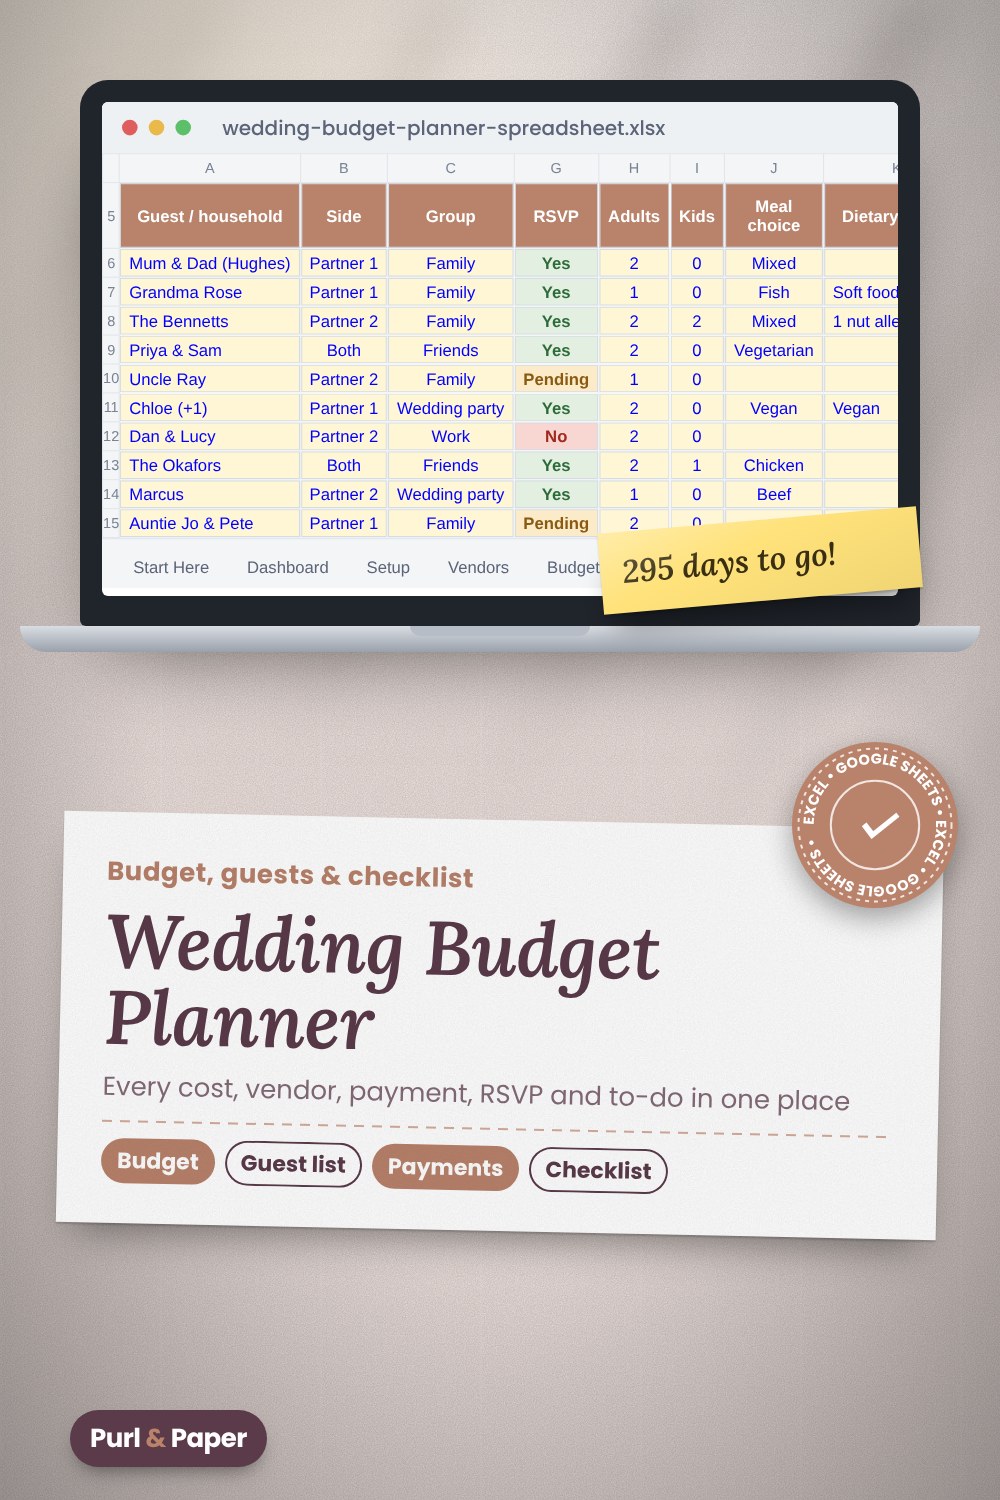 wedding-budget-planner-spreadsheet.xlsx
A B C G H I J K
5 Guest / household Side Group RSVP Adults Kids Meal choice Dietary
6 Mum & Dad (Hughes) Partner 1 Family Yes 2 0 Mixed
7 Grandma Rose Partner 1 Family Yes 1 0 Fish Soft food
8 The Bennetts Partner 2 Family Yes 2 2 Mixed 1 nut alle
9 Priya & Sam Both Friends Yes 2 0 Vegetarian
10 Uncle Ray Partner 2 Family Pending 1 0
11 Chloe (+1) Partner 1 Wedding party Yes 2 0 Vegan Vegan
12 Dan & Lucy Partner 2 Work No 2 0
13 The Okafors Both Friends Yes 2 1 Chicken
14 Marcus Partner 2 Wedding party Yes 1 0 Beef
15 Auntie Jo & Pete Partner 1 Family Pending 2 0
Start Here Dashboard Setup Vendors Budget
295 days to go!
EXCEL • GOOGLE SHEETS • EXCEL • GOOGLE SHEETS •
Budget, guests & checklist
Wedding Budget
Planner
Every cost, vendor, payment, RSVP and to-do in one place
Budget Guest list Payments Checklist
Purl & Paper